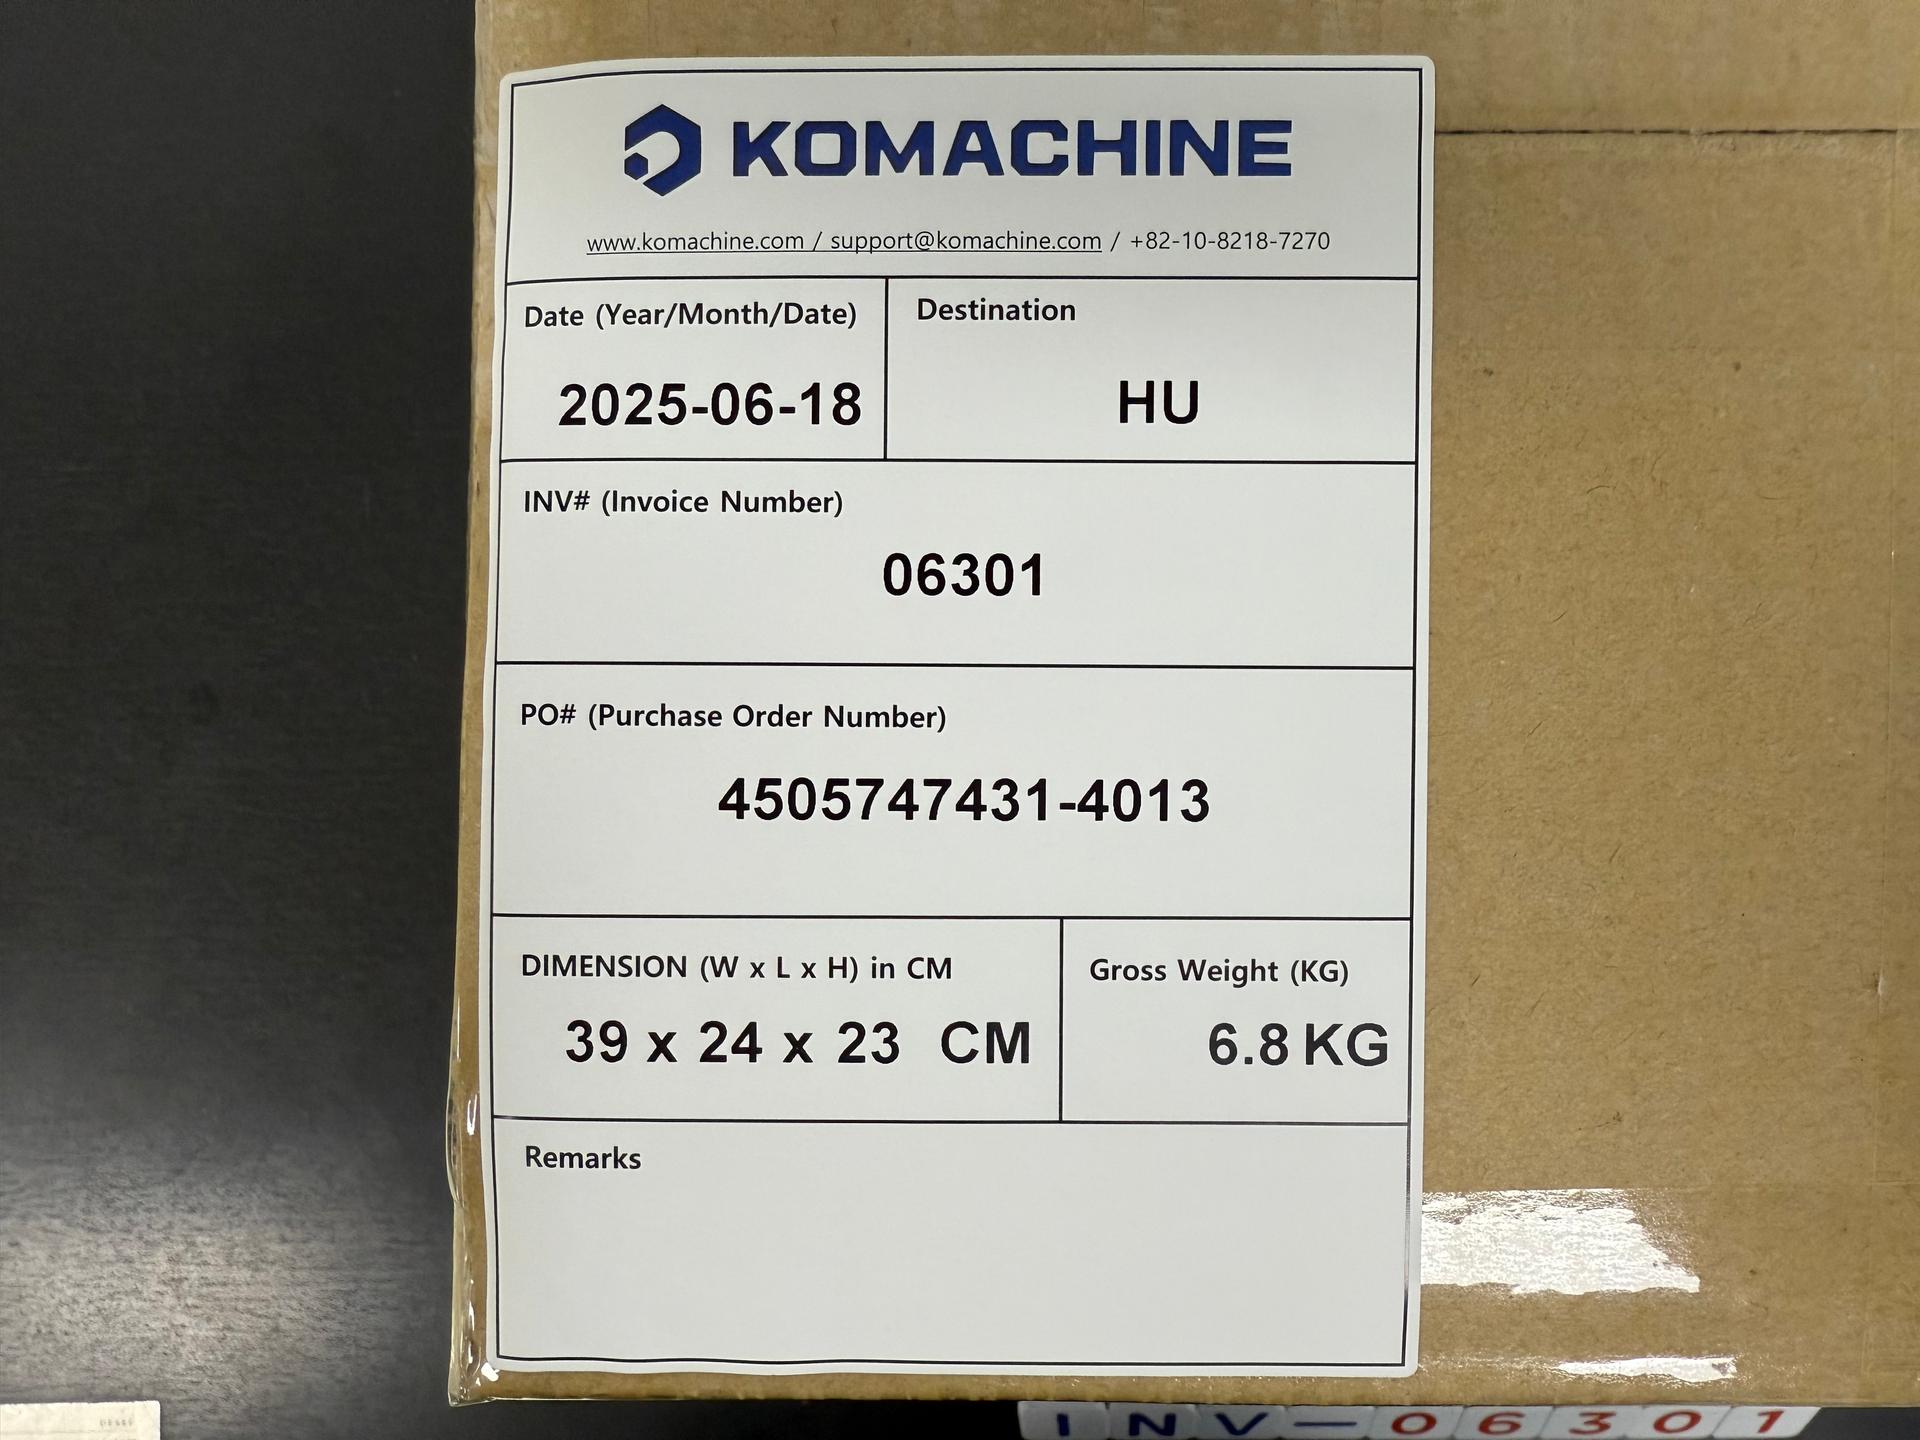 KOMACHINE
www.komachine.com / support@komachine.com / +82-10-8218-7270
Date (Year/Month/Date)
2025-06-18
Destination
HU
INV# (Invoice Number)
06301
PO# (Purchase Order Number)
4505747431-4013
DIMENSION (W x L x H) in CM
39 x 24 x 23 CM
Gross Weight (KG)
6.8 KG
Remarks
INV-06301